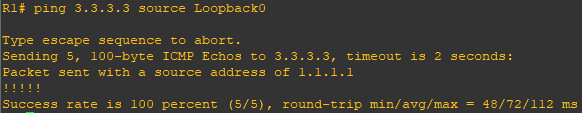 R1# ping 3.3.3.3 source Loopback0
Type escape sequence to abort.
Sending 5, 100-byte ICMP Echos to 3.3.3.3, timeout is 2 seconds:
Packet sent with a source address of 1.1.1.1
!!!!!
Success rate is 100 percent (5/5), round-trip min/avg/max = 48/72/112 ms